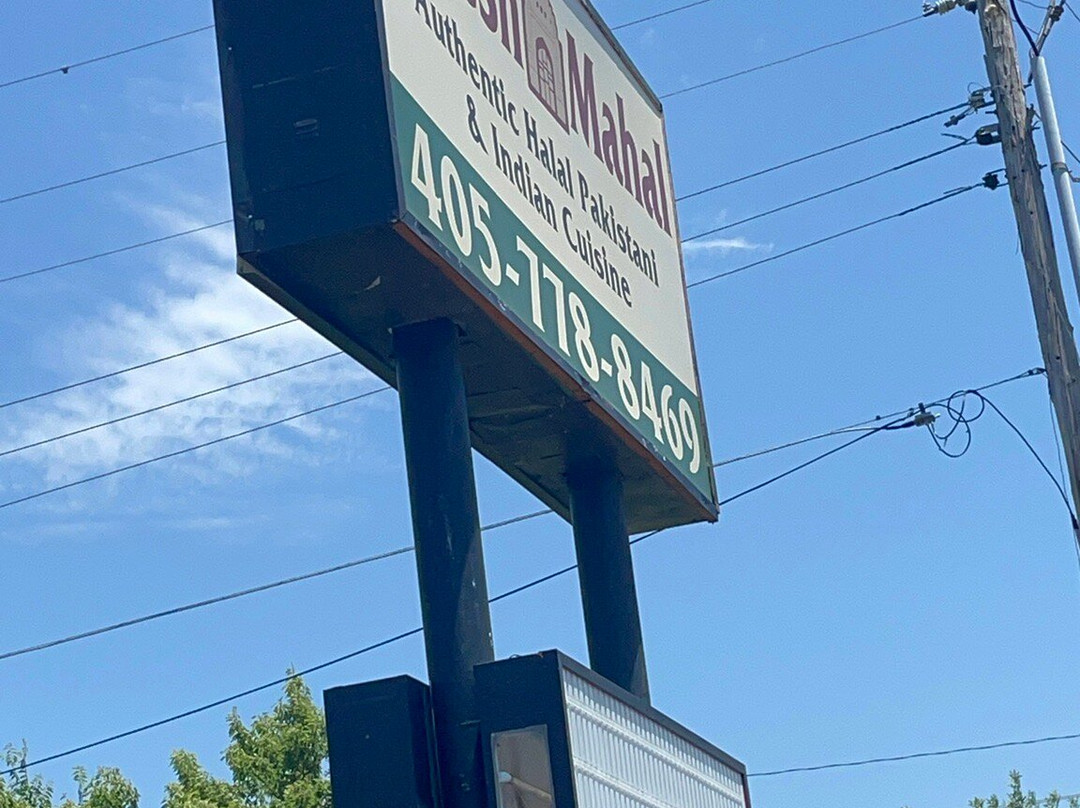 Mahal
Authentic Halal Pakistani
& Indian Cuisine
405-778-8469